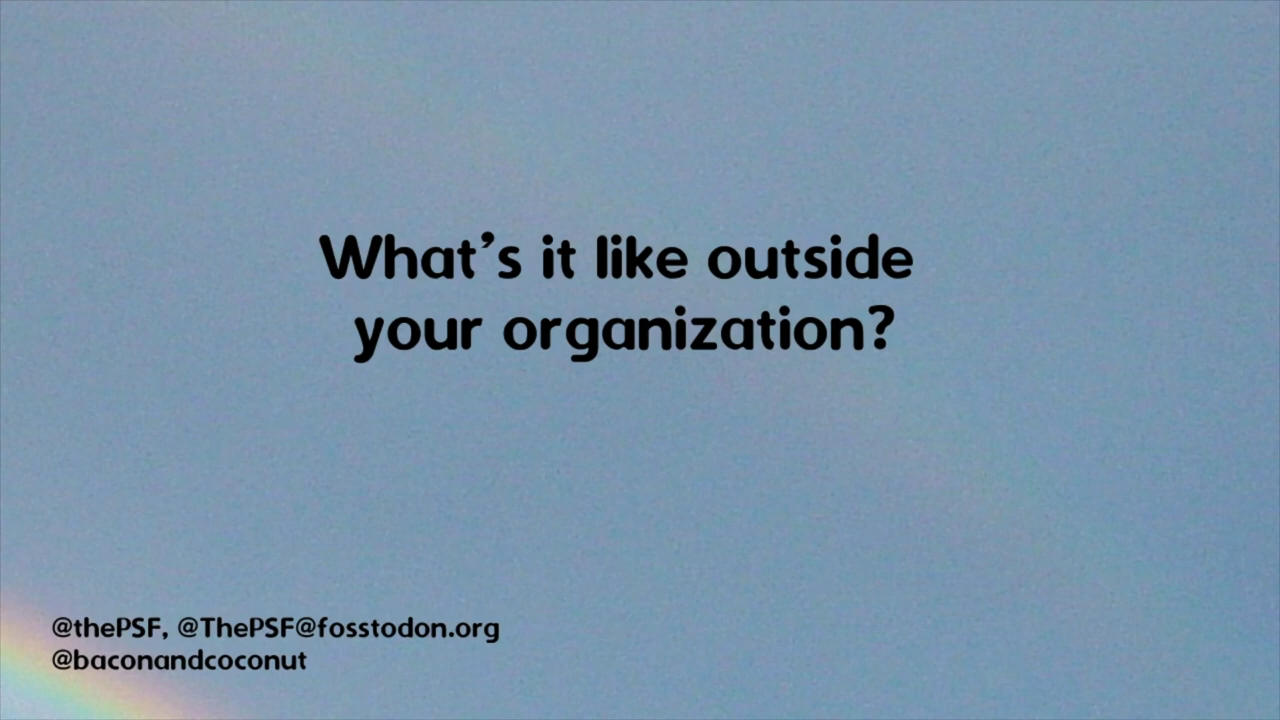 What’s it like outside
your organization?
@thePSF, @ThePSF@fosstodon.org
@baconandcoconut